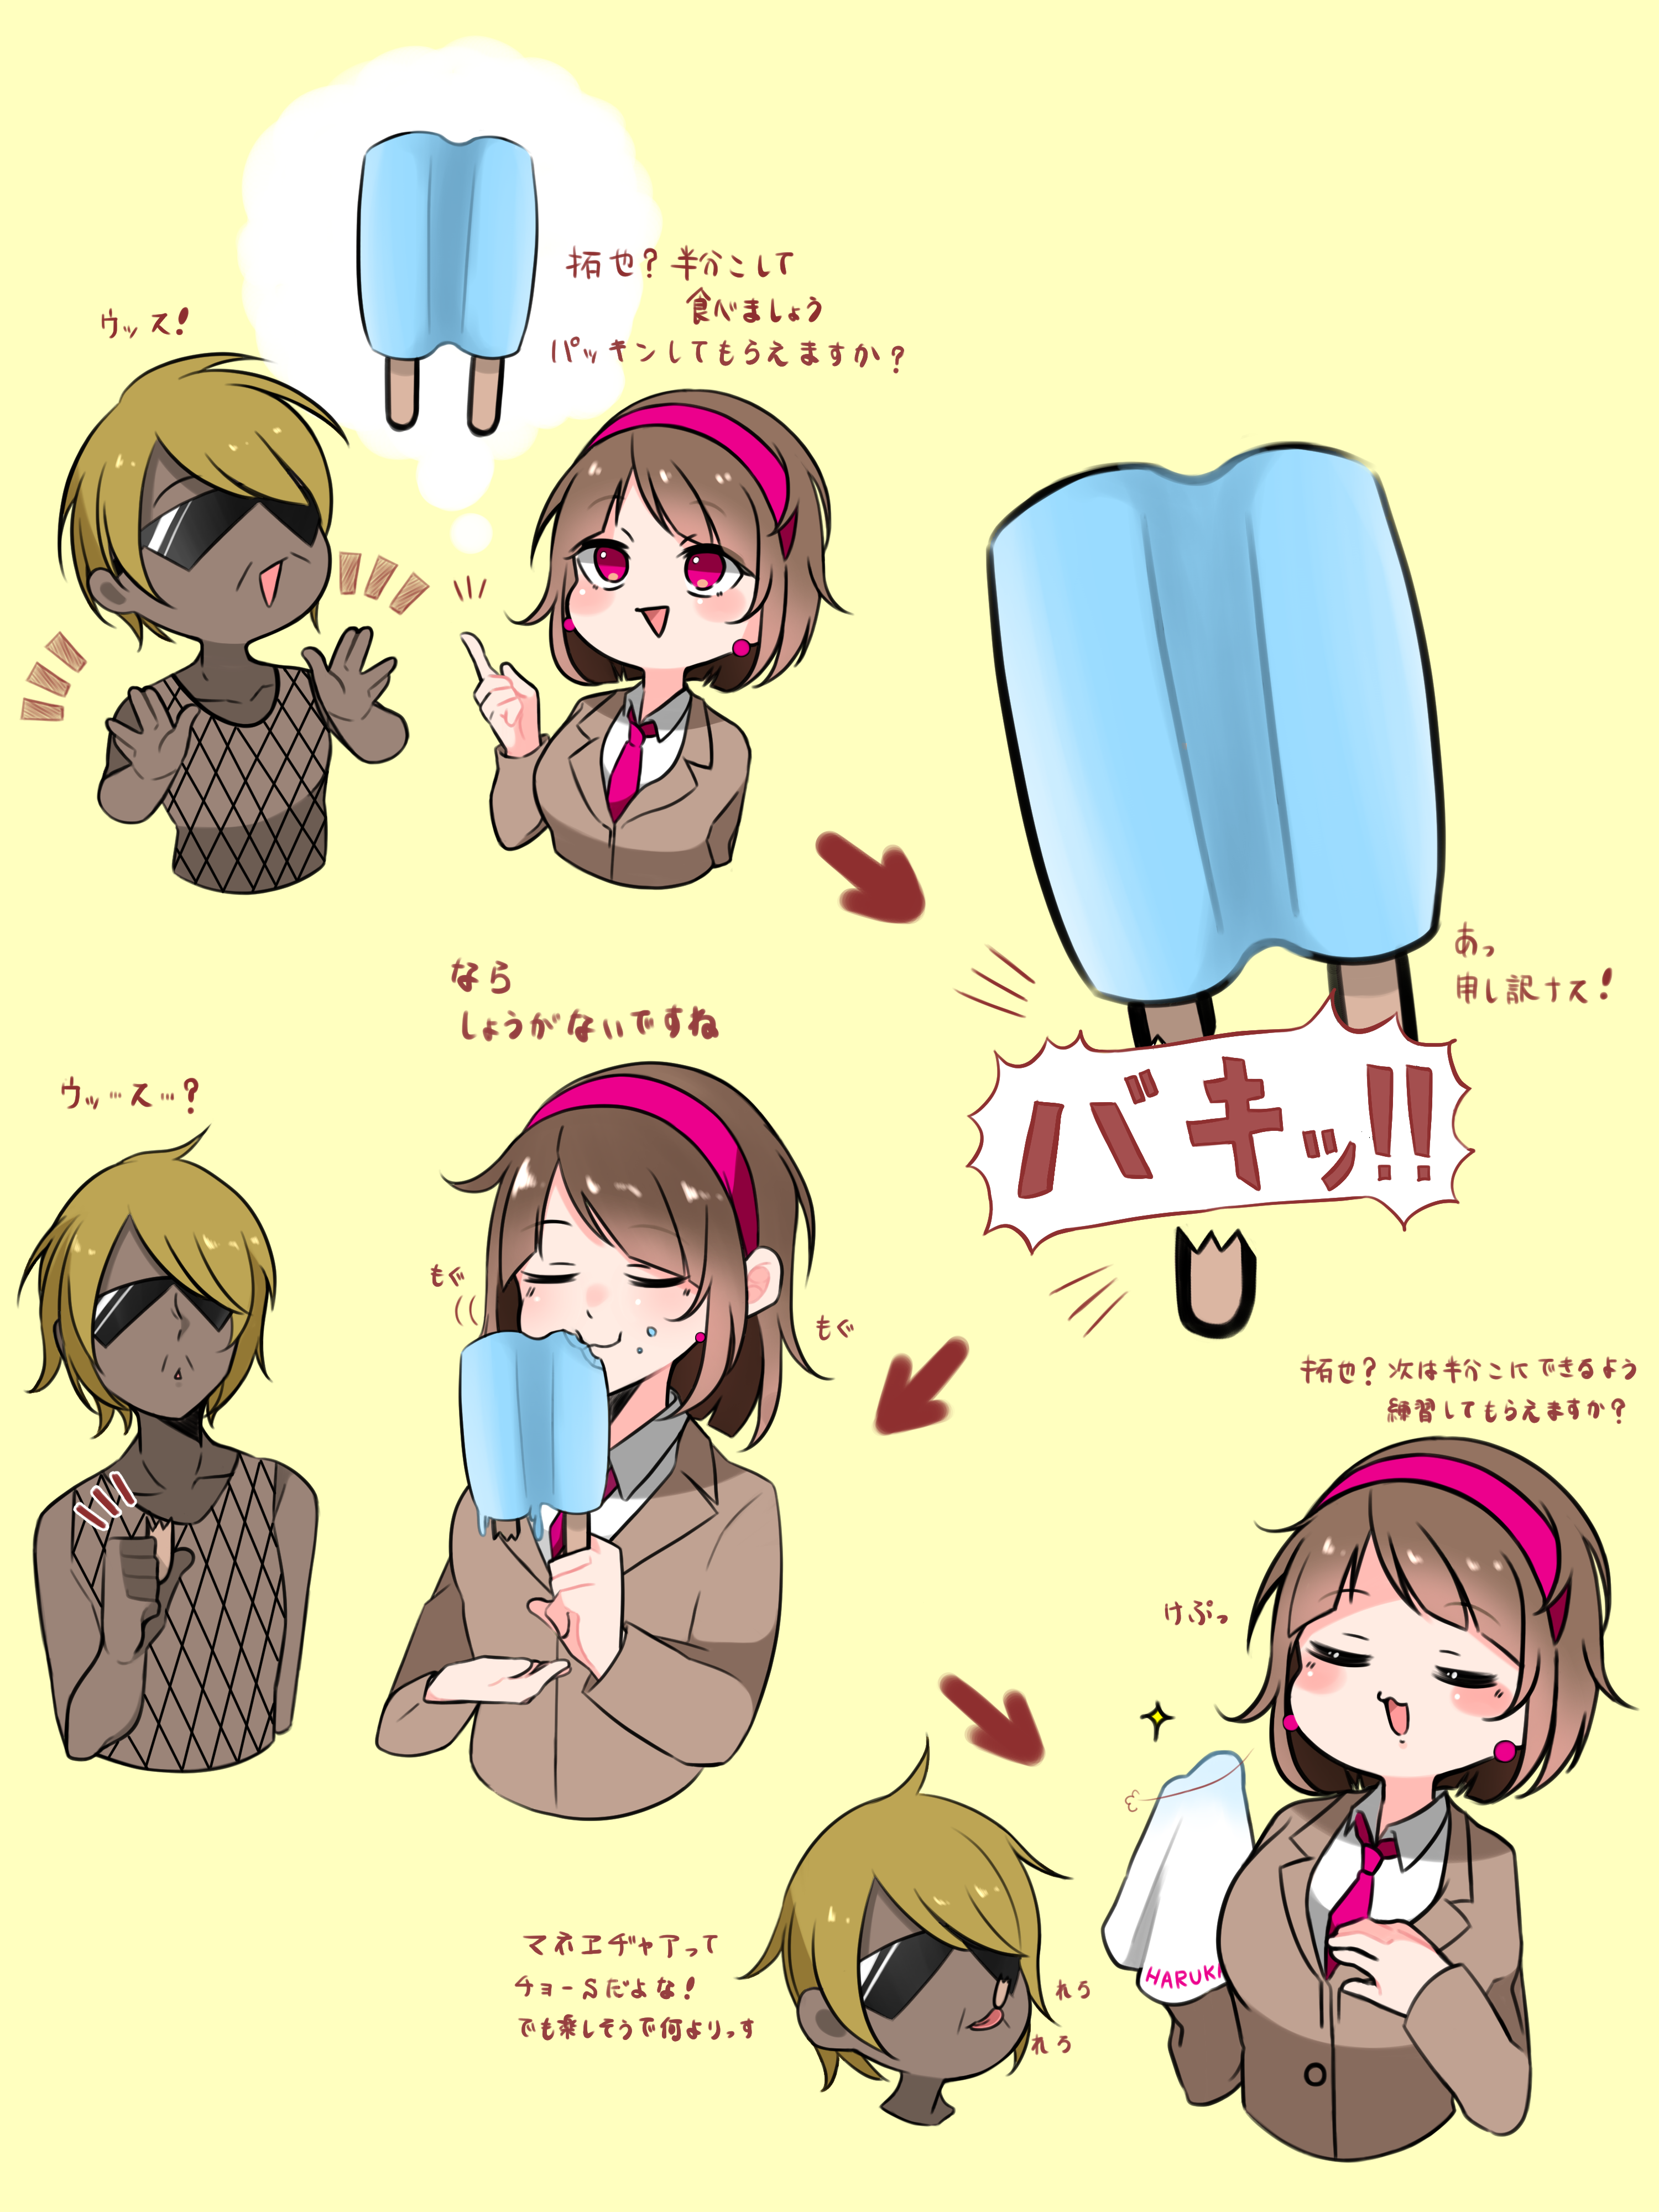 ウッス!
拓也?半分こして
食べましょう
パッキンしてもらえますか?
あっ
申し訳ナス!
バキッ!!
なら
しょうがないですね
ウッ…ス…?
もぐ
もぐ
拓也?次は半分こにできるよう
練習してもらえますか?
けぷっ
HARUKA
マネヱヂャアって
チョーSだよな!
でも楽しそうで何よりっす
れろ
れろ